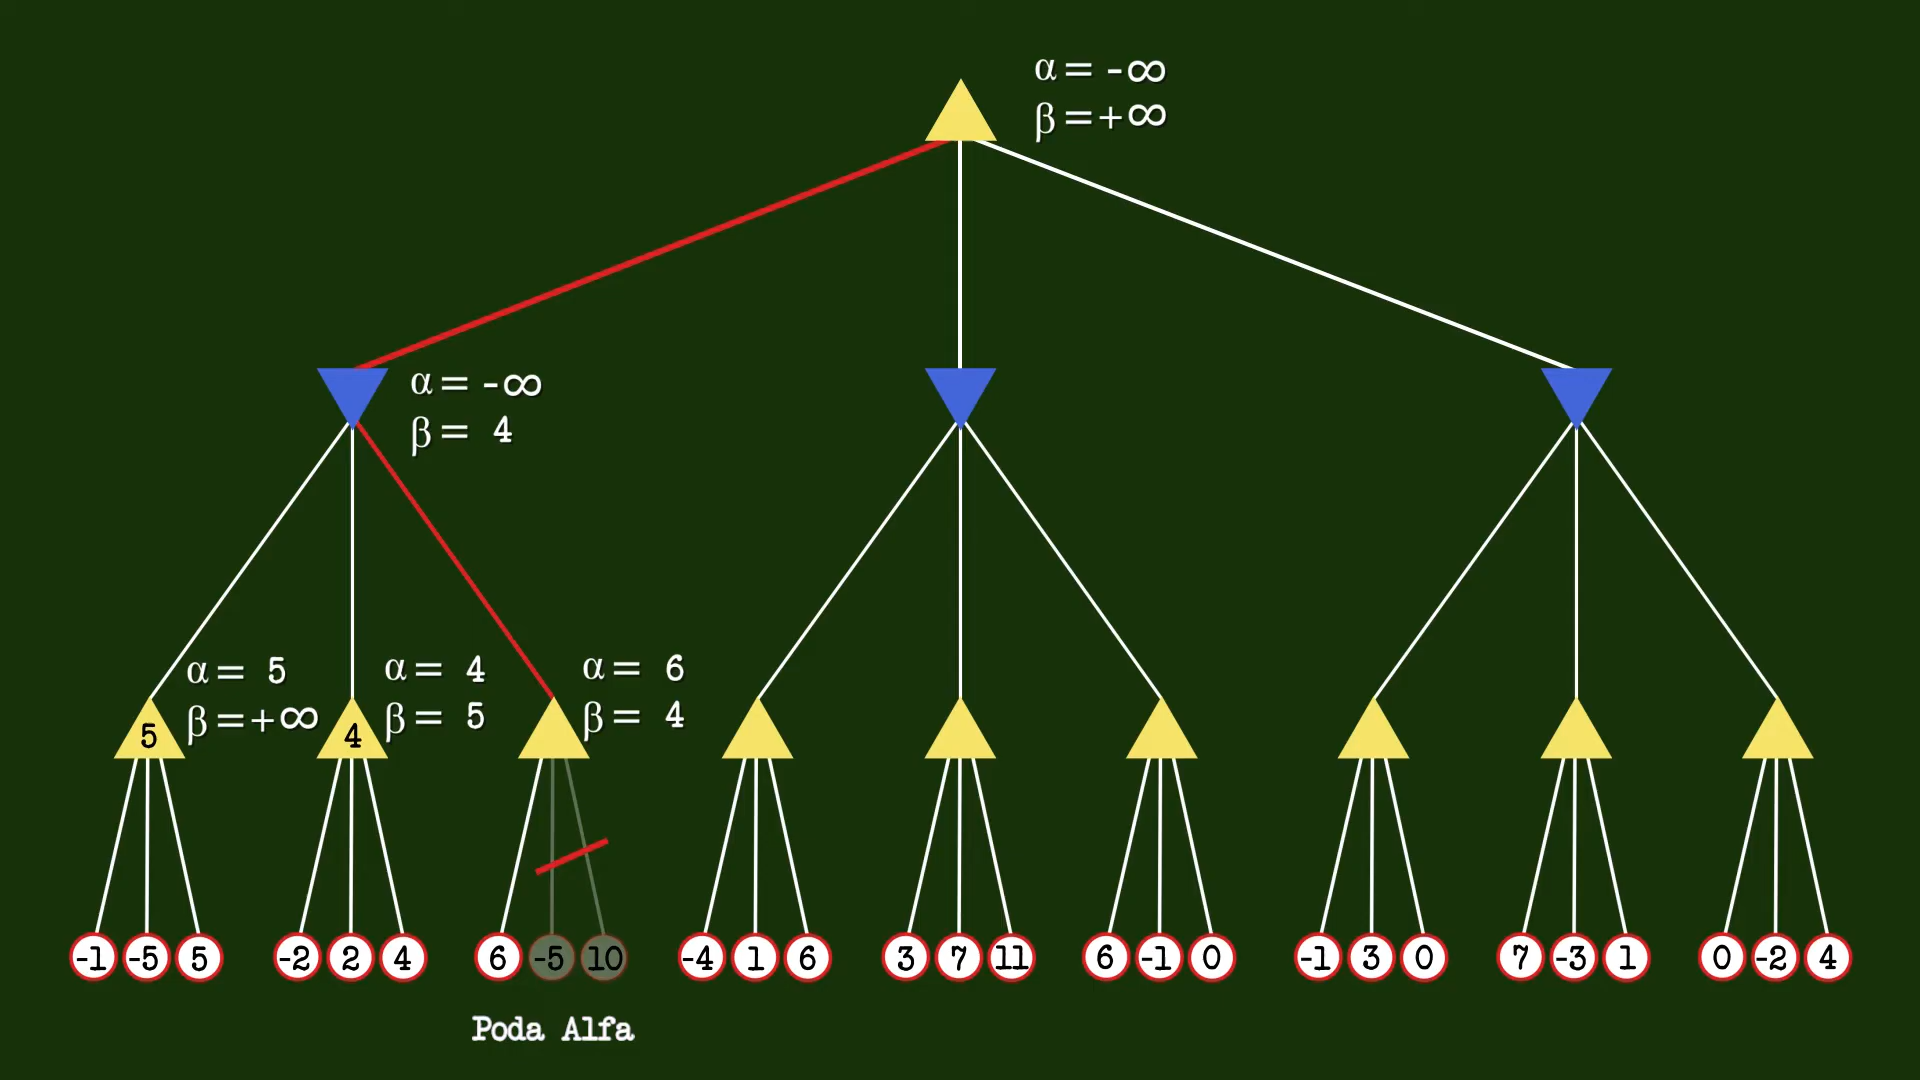 α = -∞
β = +∞
α = -∞
β = 4
α = 5
β = +∞
α = 4
β = 5
α = 6
β = 4
5
4
-1 -5 5 -2 2 4 6 -5 10 -4 1 6 3 7 11 6 -1 0 -1 3 0 7 -3 1 0 -2 4
Poda Alfa